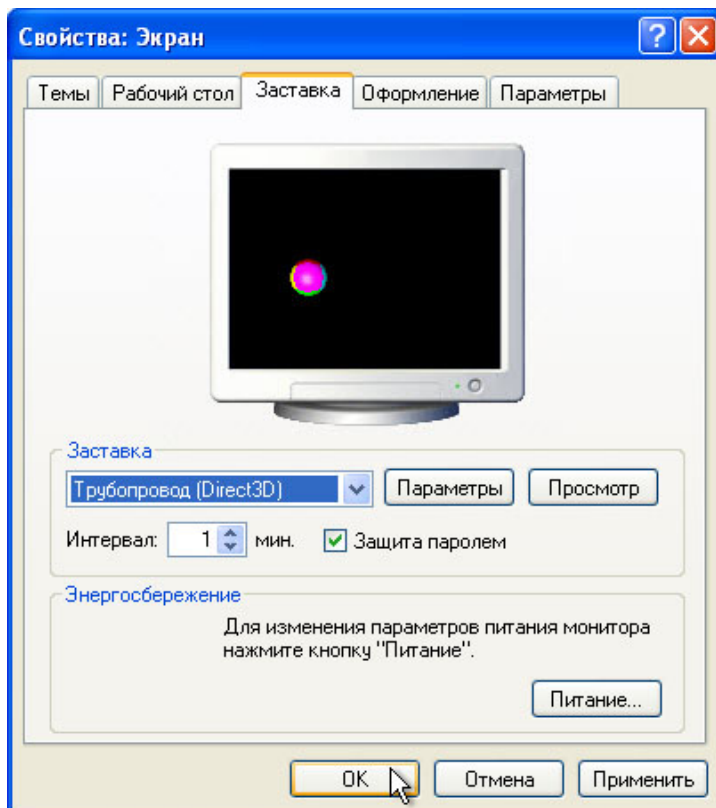 Свойства: Экран
Темы Рабочий стол Заставка Оформление Параметры
Заставка
Трубопровод (Direct3D) Параметры Просмотр
Интервал: 1 мин. Защита паролем
Энергосбережение
Для изменения параметров питания монитора
нажмите кнопку "Питание".
Питание...
OK Отмена Применить